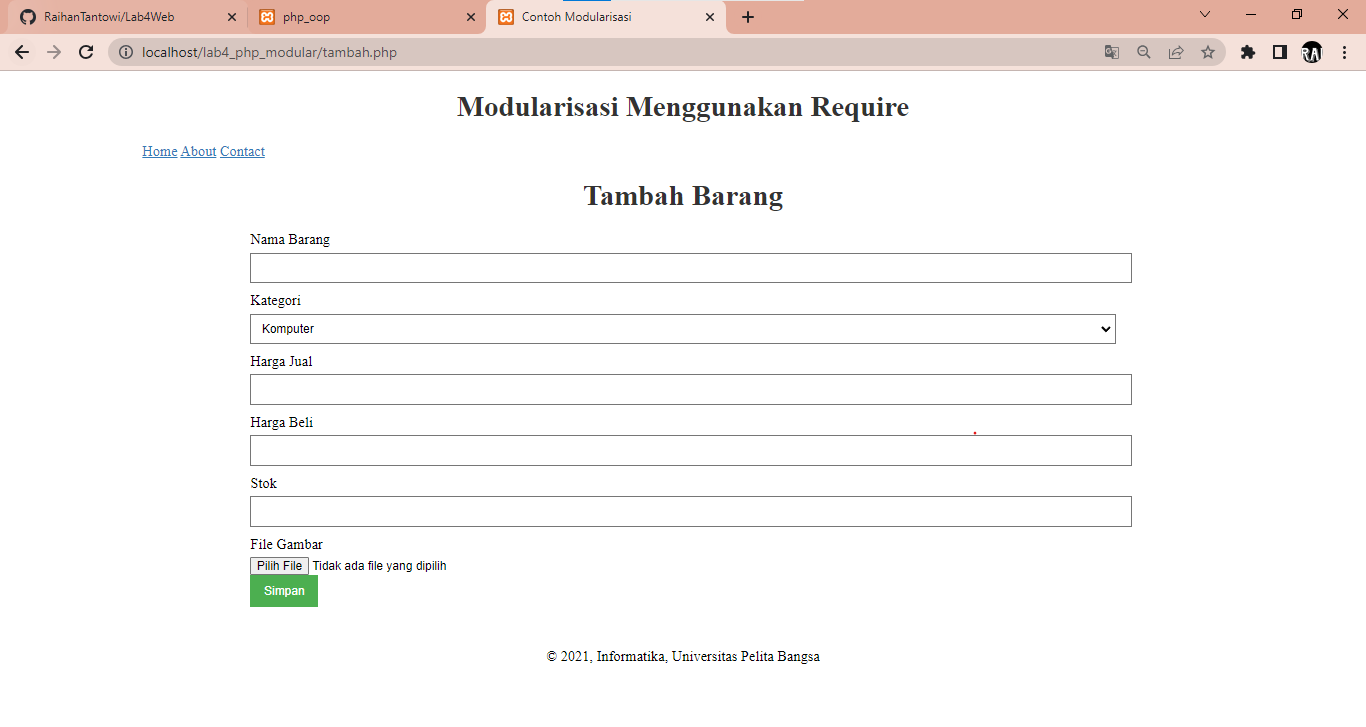 RaihanTantowi/Lab4Web
php_oop
Contoh Modularisasi
localhost/lab4_php_modular/tambah.php
RAI
Modularisasi Menggunakan Require
Home About Contact
Tambah Barang
Nama Barang
Kategori
Komputer
Harga Jual
Harga Beli
Stok
File Gambar
Pilih File Tidak ada file yang dipilih
Simpan
© 2021, Informatika, Universitas Pelita Bangsa